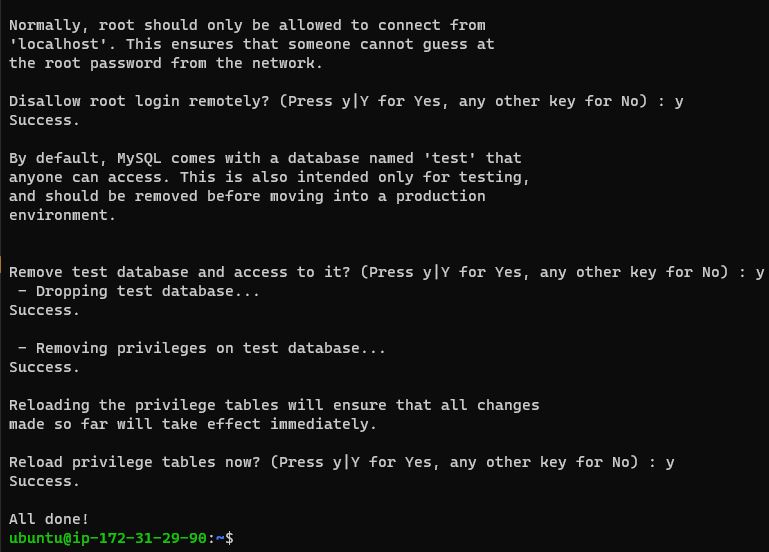 Normally, root should only be allowed to connect from
'localhost'. This ensures that someone cannot guess at
the root password from the network.
Disallow root login remotely? (Press y|Y for Yes, any other key for No) : y
Success.
By default, MySQL comes with a database named 'test' that
anyone can access. This is also intended only for testing,
and should be removed before moving into a production
environment.
Remove test database and access to it? (Press y|Y for Yes, any other key for No) : y
 - Dropping test database...
Success.
 - Removing privileges on test database...
Success.
Reloading the privilege tables will ensure that all changes
made so far will take effect immediately.
Reload privilege tables now? (Press y|Y for Yes, any other key for No) : y
Success.
All done!
ubuntu@ip-172-31-29-90:~$